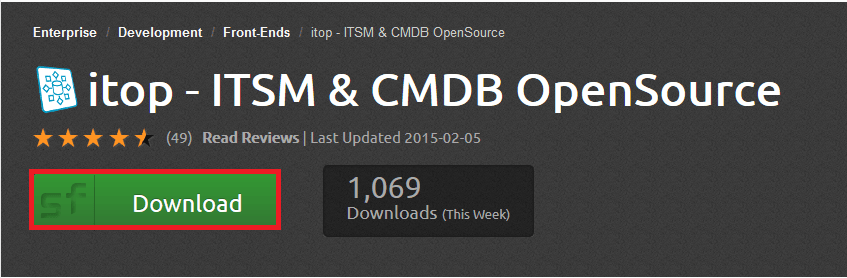 Enterprise / Development / Front-Ends / itop - ITSM & CMDB OpenSource
itop - ITSM & CMDB OpenSource
(49) Read Reviews | Last Updated 2015-02-05
sf Download
1,069
Downloads (This Week)